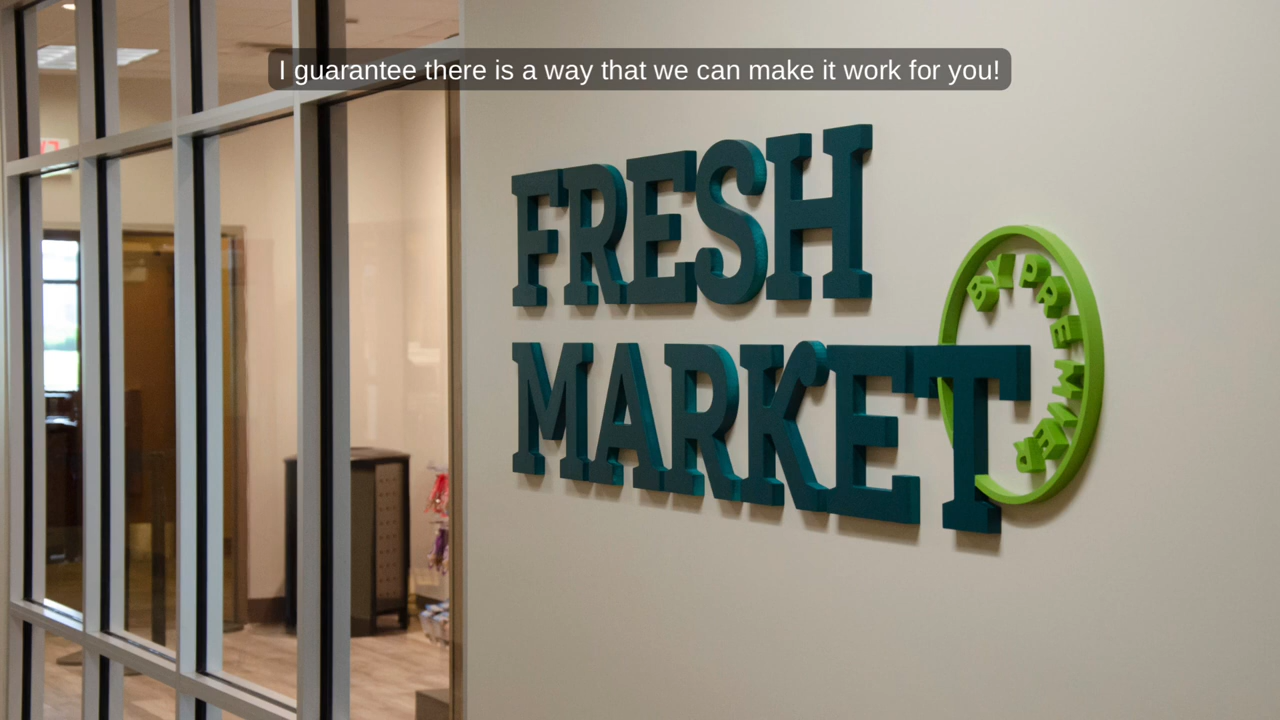 I guarantee there is a way that we can make it work for you!
FRESH
MARKET
BY PREMIER